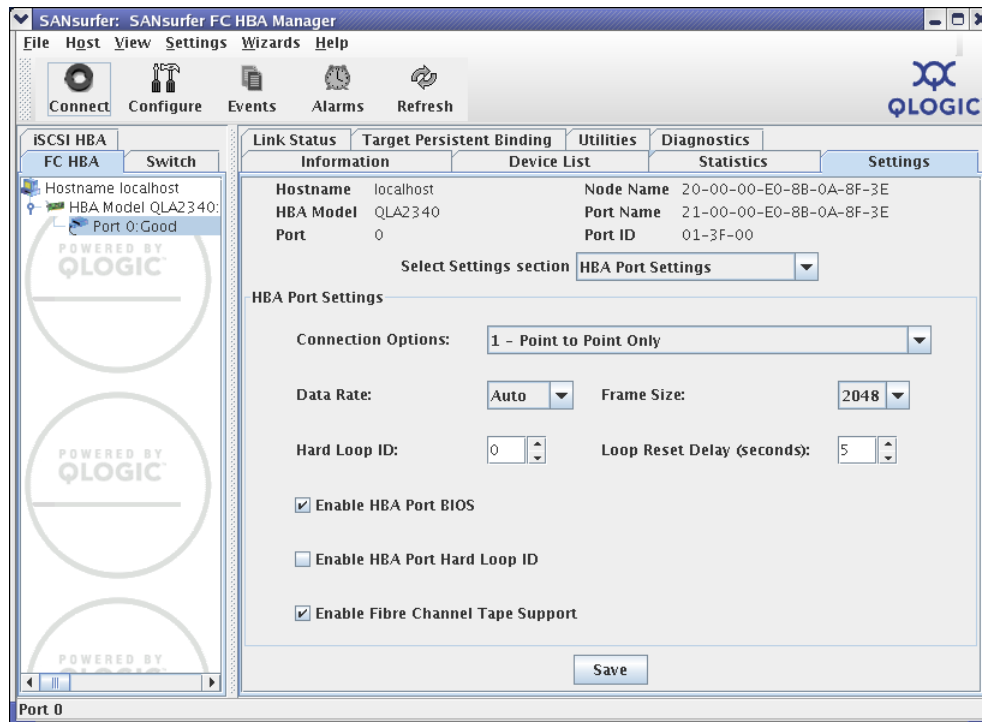 SANsurfer: SANsurfer FC HBA Manager
File Host View Settings Wizards Help
Connect Configure Events Alarms Refresh
QLOGIC
iSCSI HBA
FC HBA Switch
Hostname localhost
HBA Model QLA2340:
Port 0:Good
POWERED BY
QLOGIC
POWERED BY
QLOGIC
POWERED BY
Link Status Target Persistent Binding Utilities Diagnostics
Information Device List Statistics Settings
Hostname localhost Node Name 20-00-00-E0-8B-0A-8F-3E
HBA Model QLA2340 Port Name 21-00-00-E0-8B-0A-8F-3E
Port 0 Port ID 01-3F-00
Select Settings section HBA Port Settings
HBA Port Settings
Connection Options: 1 - Point to Point Only
Data Rate: Auto Frame Size: 2048
Hard Loop ID: 0 Loop Reset Delay (seconds): 5
Enable HBA Port BIOS
Enable HBA Port Hard Loop ID
Enable Fibre Channel Tape Support
Save
Port 0